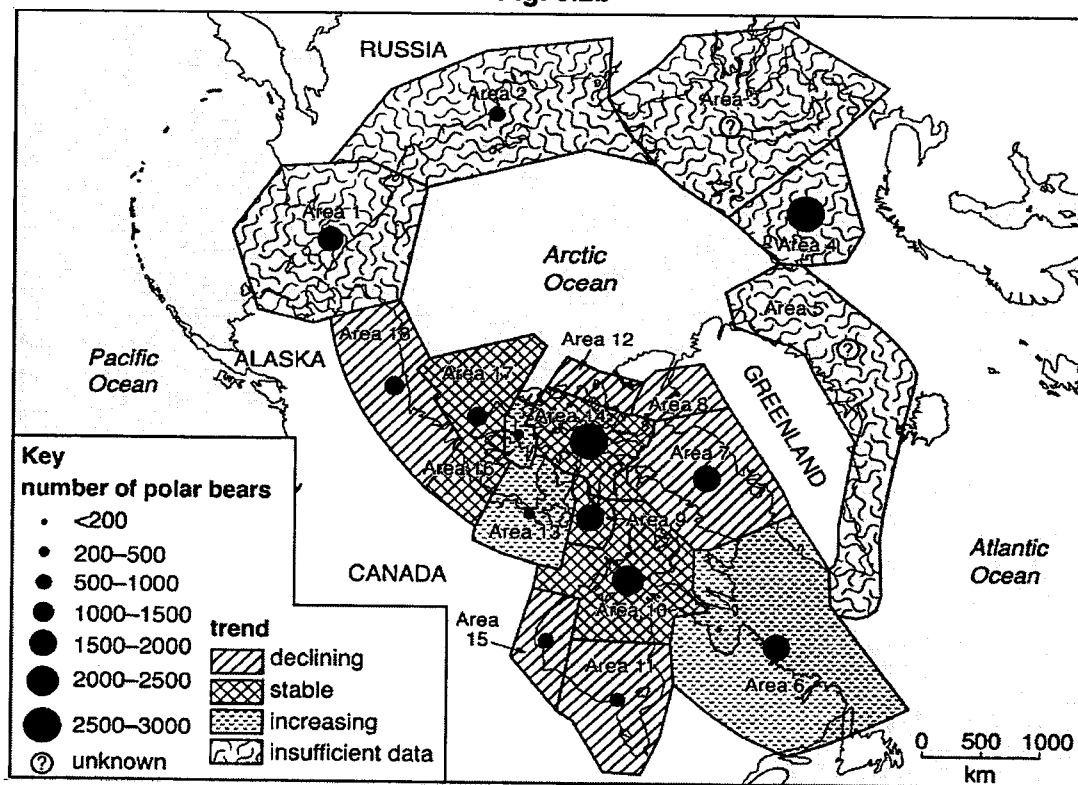 RUSSIA
Area 2
Area 3
?
Area 1
Area 4
Arctic
Ocean
Area 5
Area 12
?
Pacific
Ocean
ALASKA
Area 18
Area 17
Area 8
GREENLAND
Area 14
Area 7
Area 16
Area 9
Area 13
Atlantic
Ocean
CANADA
Area 10
Area
15
Area 11
Area 6
Key
number of polar bears
<200
200–500
500–1000
1000–1500
1500–2000
2000–2500
2500–3000
? unknown
trend
declining
stable
increasing
insufficient data
0 500 1000
km